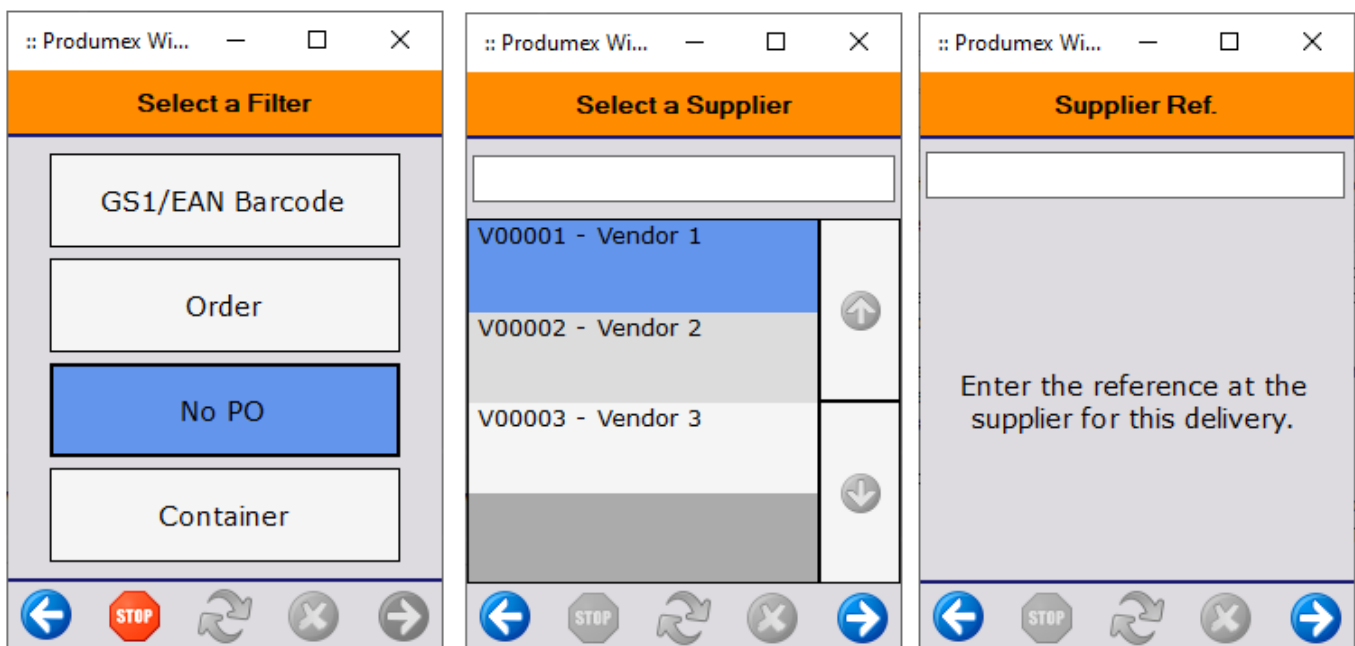 :: Produmex Wi...
Select a Filter
GS1/EAN Barcode
Order
No PO
Container
STOP
:: Produmex Wi...
Select a Supplier
V00001 - Vendor 1
V00002 - Vendor 2
V00003 - Vendor 3
STOP
:: Produmex Wi...
Supplier Ref.
Enter the reference at the
supplier for this delivery.
STOP